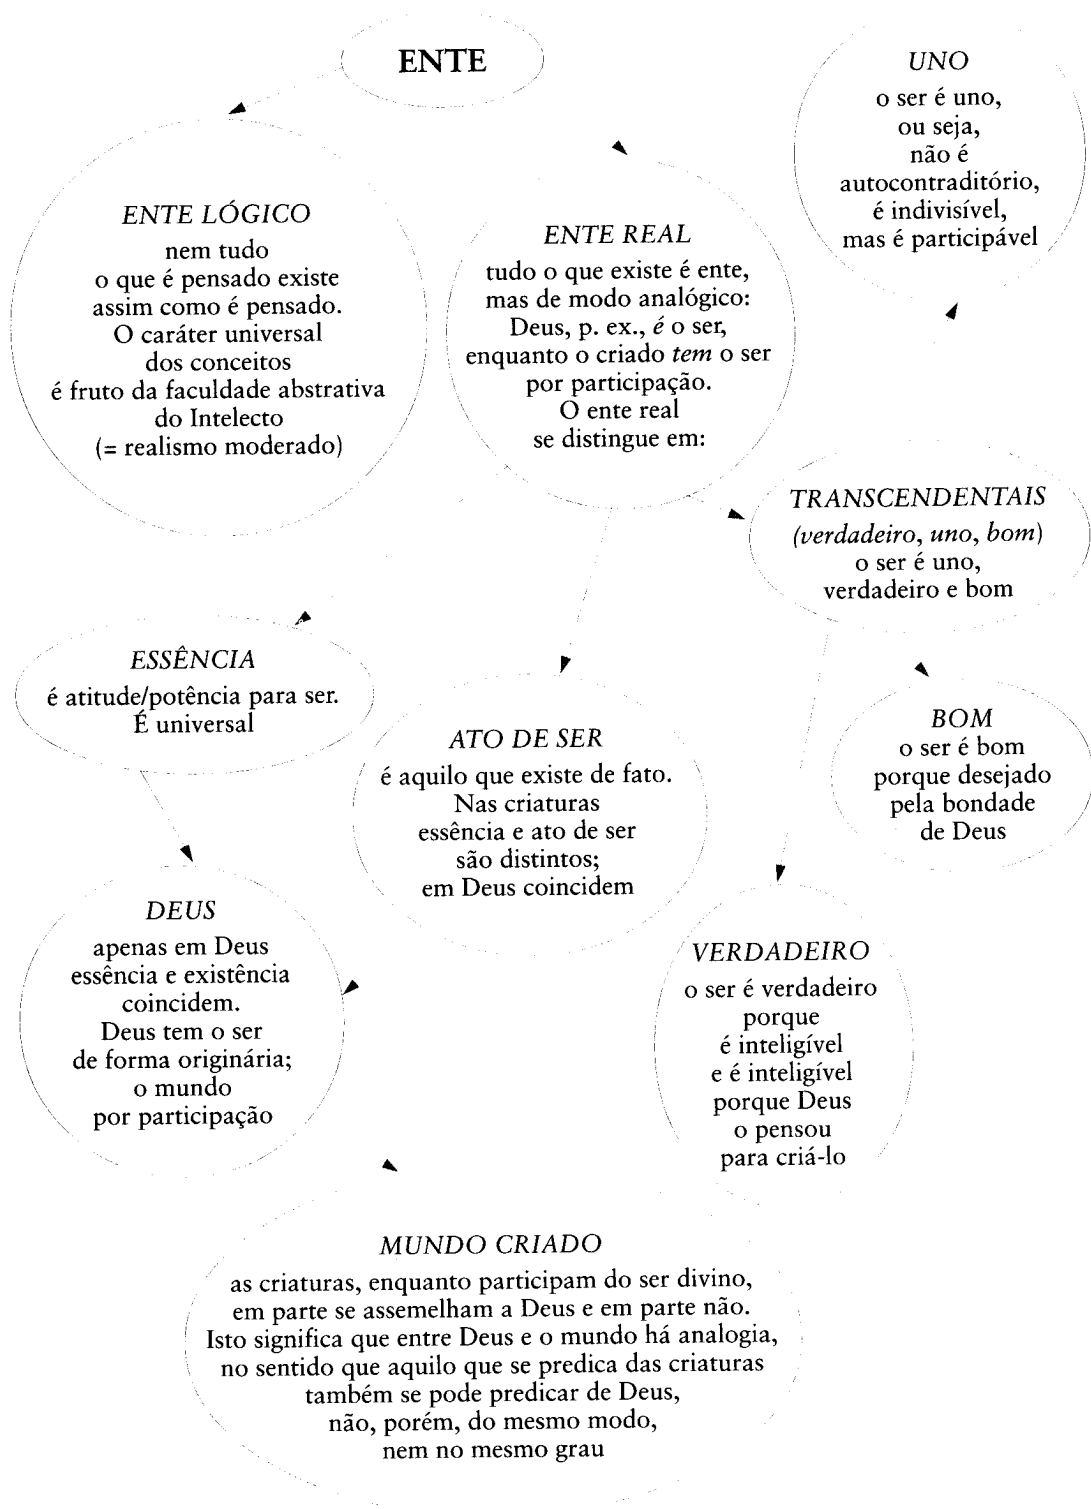 ENTE
UNO
o ser é uno,
ou seja,
não é
autocontraditório,
é indivisível,
mas é participável
ENTE LÓGICO
nem tudo
o que é pensado existe
assim como é pensado.
O caráter universal
dos conceitos
é fruto da faculdade abstrativa
do Intelecto
(= realismo moderado)
ENTE REAL
tudo o que existe é ente,
mas de modo analógico:
Deus, p. ex., é o ser,
enquanto o criado tem o ser
por participação.
O ente real
se distingue em:
TRANSCENDENTAIS
(verdadeiro, uno, bom)
o ser é uno,
verdadeiro e bom
ESSÊNCIA
é atitude/potência para ser.
É universal
ATO DE SER
é aquilo que existe de fato.
Nas criaturas
essência e ato de ser
são distintos;
em Deus coincidem
BOM
o ser é bom
porque desejado
pela bondade
de Deus
DEUS
apenas em Deus
essência e existência
coincidem.
Deus tem o ser
de forma originária;
o mundo
por participação
VERDADEIRO
o ser é verdadeiro
porque
é inteligível
e é inteligível
porque Deus
o pensou
para criá-lo
MUNDO CRIADO
as criaturas, enquanto participam do ser divino,
em parte se assemelham a Deus e em parte não.
Isto significa que entre Deus e o mundo há analogia,
no sentido que aquilo que se predica das criaturas
também se pode predicar de Deus,
não, porém, do mesmo modo,
nem no mesmo grau